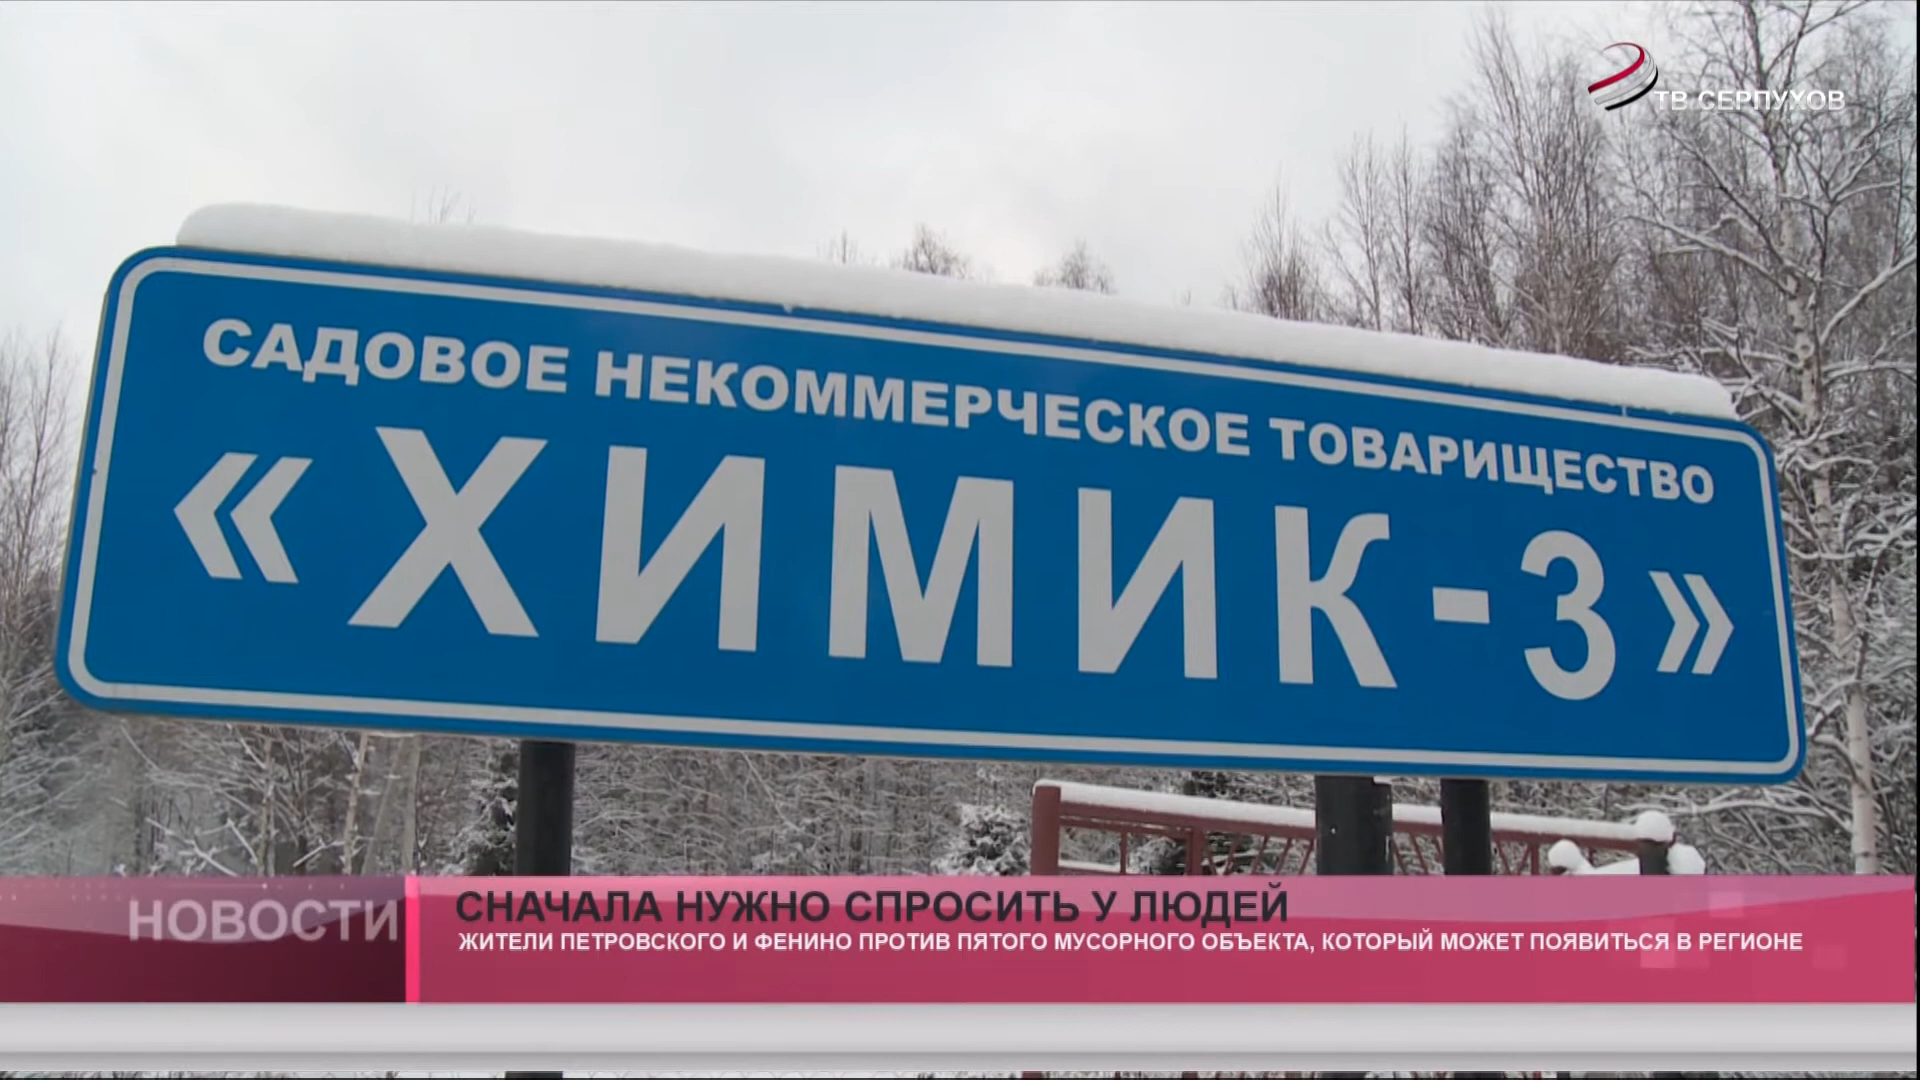 ТВ СЕРПУХОВ
САДОВОЕ НЕКОММЕРЧЕСКОЕ ТОВАРИЩЕСТВО
«ХИМИК-3»
НОВОСТИ
СНАЧАЛА НУЖНО СПРОСИТЬ У ЛЮДЕЙ
ЖИТЕЛИ ПЕТРОВСКОГО И ФЕНИНО ПРОТИВ ПЯТОГО МУСОРНОГО ОБЪЕКТА, КОТОРЫЙ МОЖЕТ ПОЯВИТЬСЯ В РЕГИОНЕ